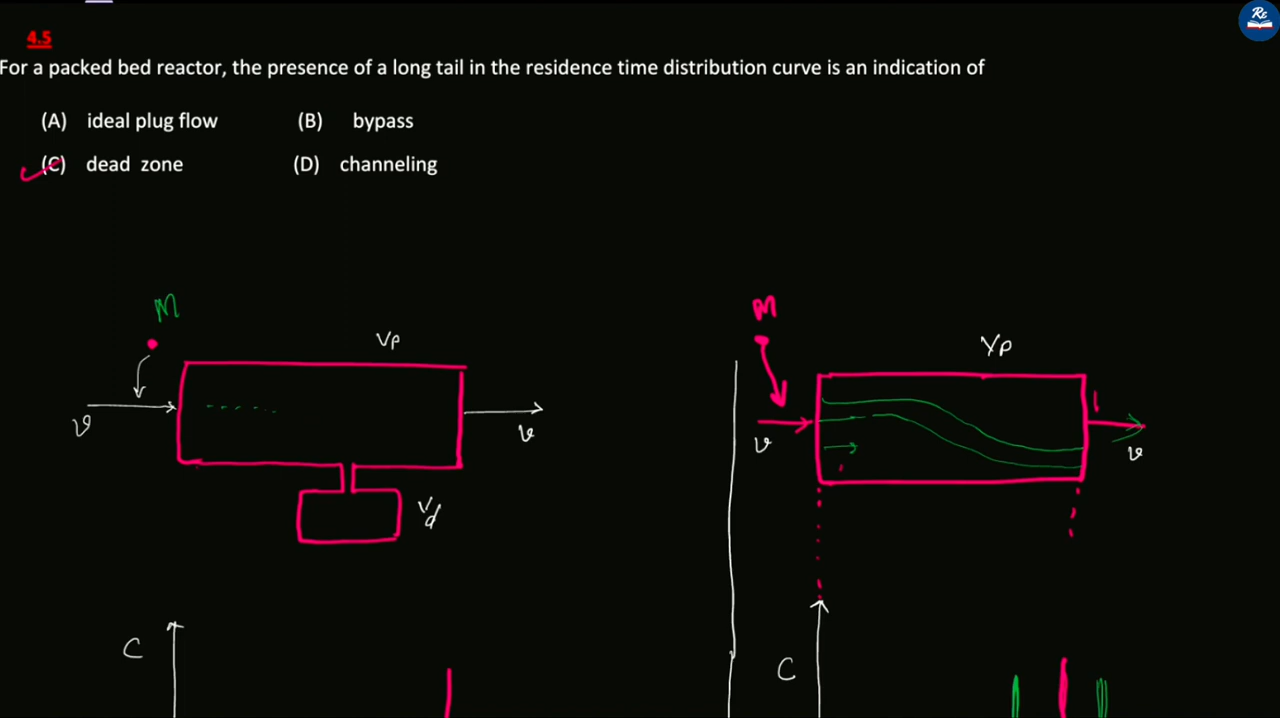 RE
4.5
For a packed bed reactor, the presence of a long tail in the residence time distribution curve is an indication of
(A) ideal plug flow (B) bypass
(C) dead zone (D) channeling
M M
Vp Vp
v v v v
Vd
C C